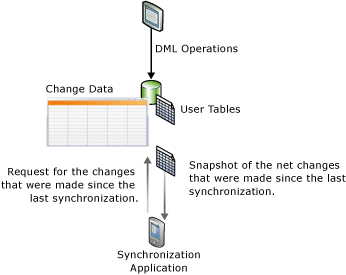 DML Operations
Change Data
User Tables
Request for the changes
that were made since the
last synchronization.
Snapshot of the net changes
that were made since the last
synchronization.
Synchronization
Application